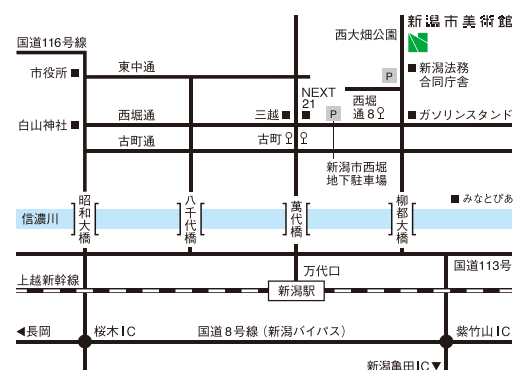 新潟市美術館
西大畑公園
国道116号線
市役所
東中通
P
新潟法務
合同庁舎
NEXT
21
三越
P
西堀
通8
ガソリンスタンド
白山神社
西堀通
古町通
古町
新潟市西堀
地下駐車場
昭和大橋
八千代橋
萬代橋
柳都大橋
みなとぴあ
信濃川
万代口
国道113号
上越新幹線
新潟駅
◀長岡
桜木IC
国道8号線(新潟バイパス)
紫竹山IC
新潟亀田IC▼